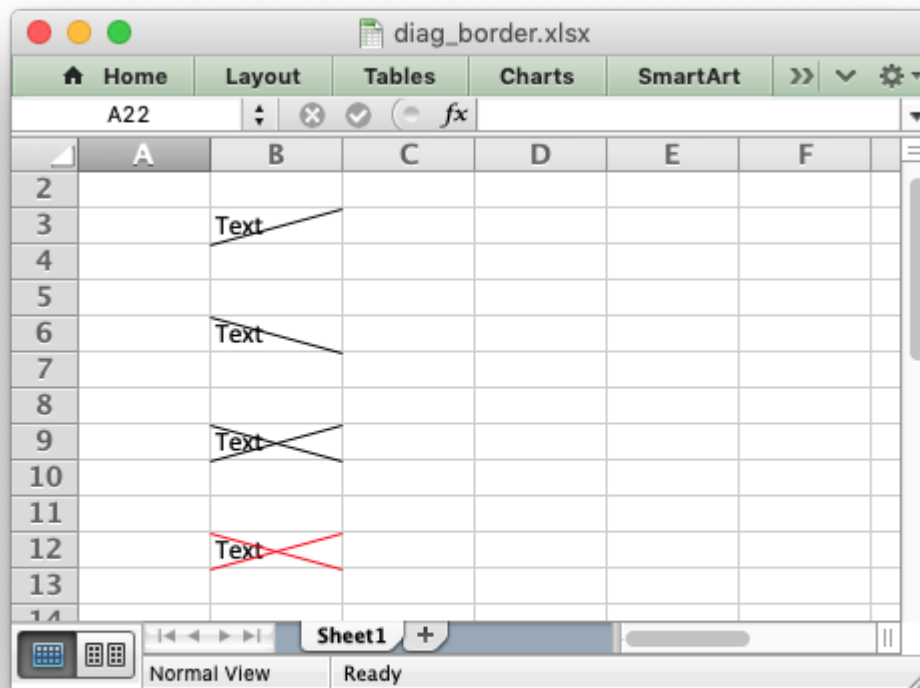 diag_border.xlsx
Home Layout Tables Charts SmartArt
A22 fx
A B C D E F
2
3 Text
4
5
6 Text
7
8
9 Text
10
11
12 Text
13
14
Sheet1 +
Normal View Ready